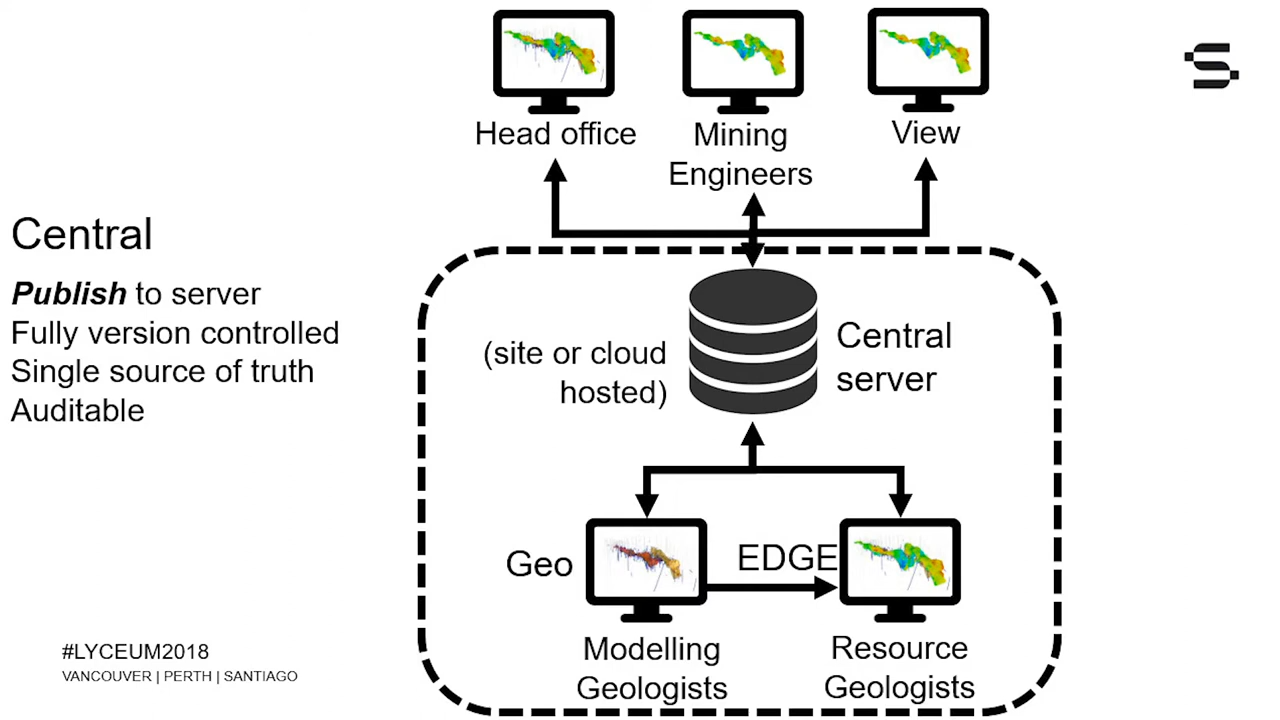 Head office
Mining
Engineers
View
Central
Publish to server
Fully version controlled
Single source of truth
Auditable
(site or cloud
hosted)
Central
server
Geo
EDGE
Modelling
Geologists
Resource
Geologists
#LYCEUM2018
VANCOUVER | PERTH | SANTIAGO